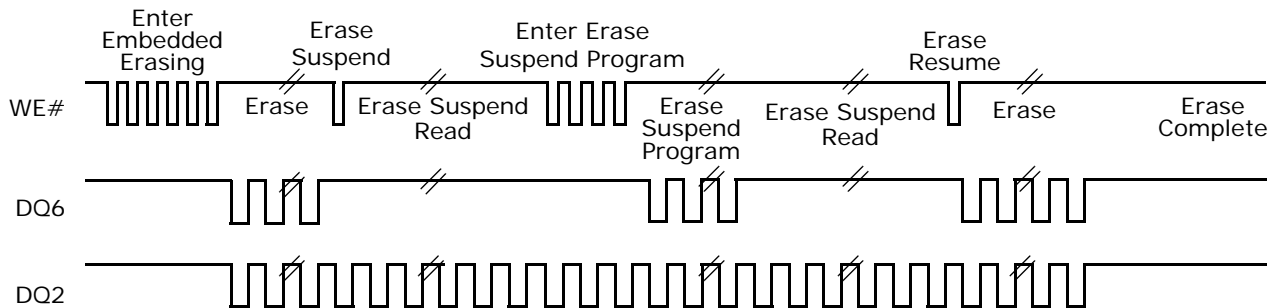 Enter
Embedded
Erasing
Erase
Suspend
Enter Erase
Suspend Program
Erase
Resume
WE#
Erase
Erase Suspend
Read
Erase
Suspend
Program
Erase Suspend
Read
Erase
Erase
Complete
DQ6
DQ2